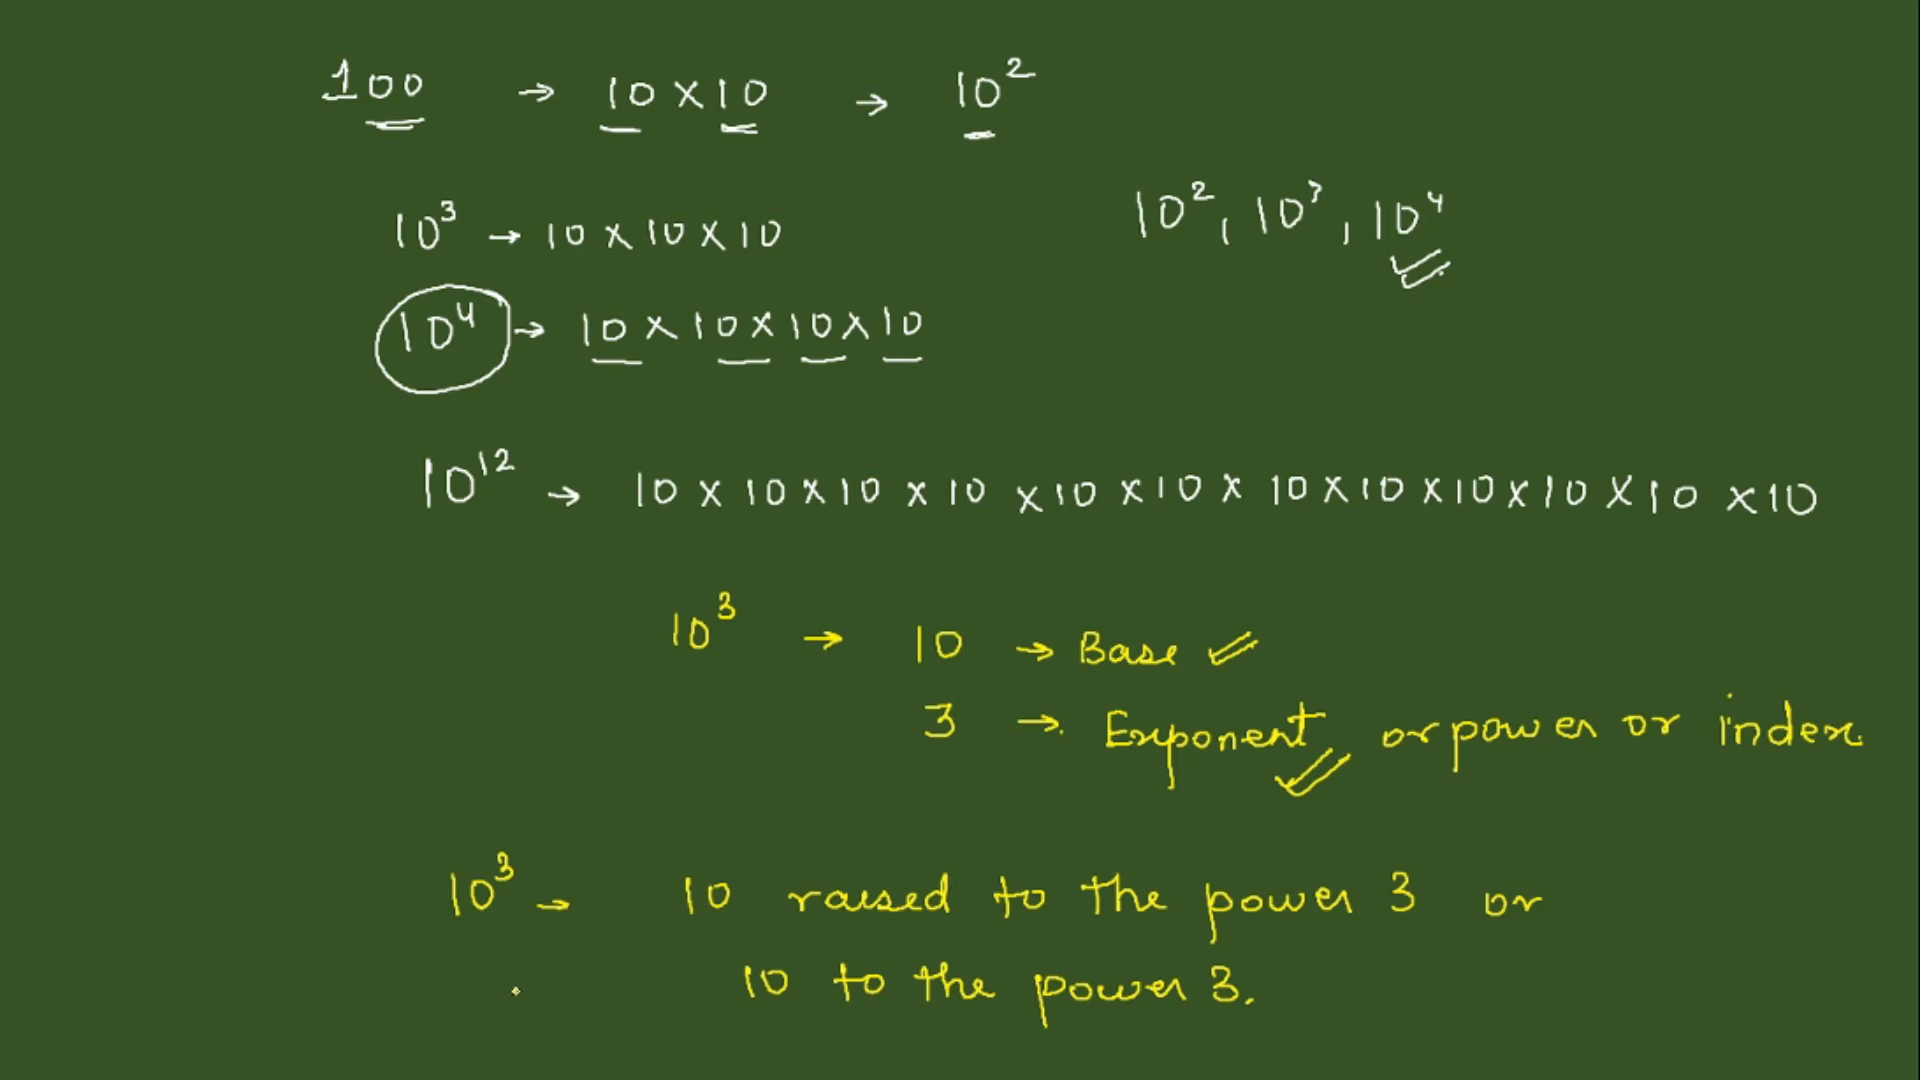 100 → 10 × 10 → 10²
10², 10³, 10⁴
10³ → 10 × 10 × 10
10⁴ → 10 × 10 × 10 × 10
10¹² → 10 × 10 × 10 × 10 × 10 × 10 × 10 × 10 × 10 × 10 × 10 × 10
10³ → 10 → Base
3 → Exponent or power or index.
10³ → 10 raised to the power 3 or
10 to the power 3.